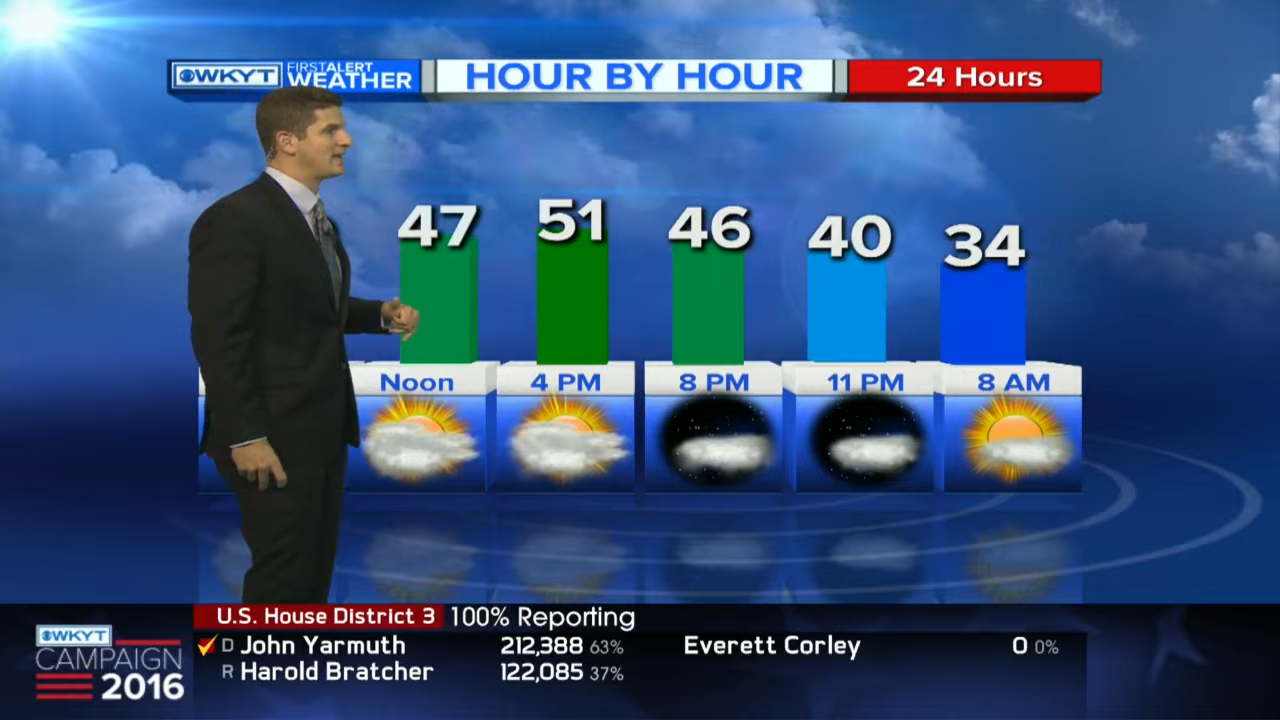 WKYT FIRST ALERT WEATHER HOUR BY HOUR 24 Hours
47 51 46 40 34
Noon 4 PM 8 PM 11 PM 8 AM
WKYT CAMPAIGN 2016
U.S. House District 3 100% Reporting
D John Yarmuth 212,388 63% Everett Corley 0 0%
R Harold Bratcher 122,085 37%